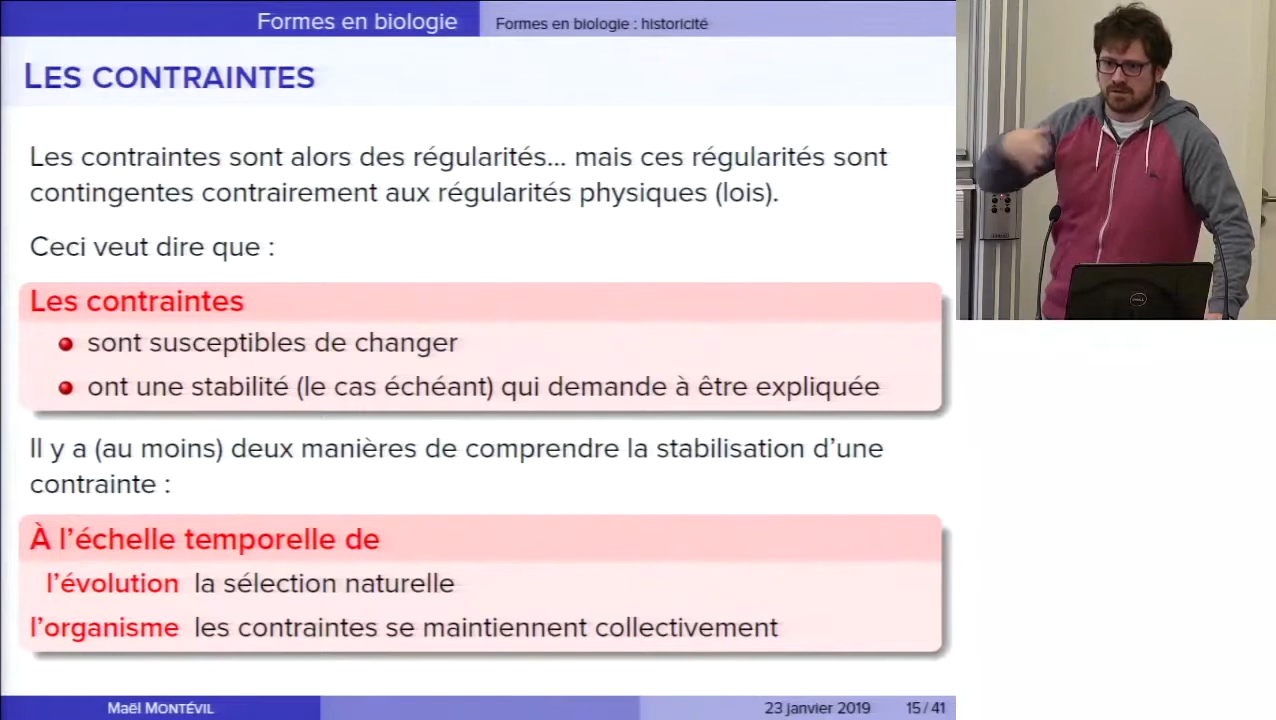 Formes en biologie
Formes en biologie : historicité
LES CONTRAINTES
Les contraintes sont alors des régularités... mais ces régularités sont
contingentes contrairement aux régularités physiques (lois).
Ceci veut dire que :
Les contraintes
sont susceptibles de changer
ont une stabilité (le cas échéant) qui demande à être expliquée
Il y a (au moins) deux manières de comprendre la stabilisation d’une
contrainte :
À l’échelle temporelle de
l’évolution la sélection naturelle
l’organisme les contraintes se maintiennent collectivement
Maël MONTÉVIL
23 janvier 2019
15 / 41
DELL